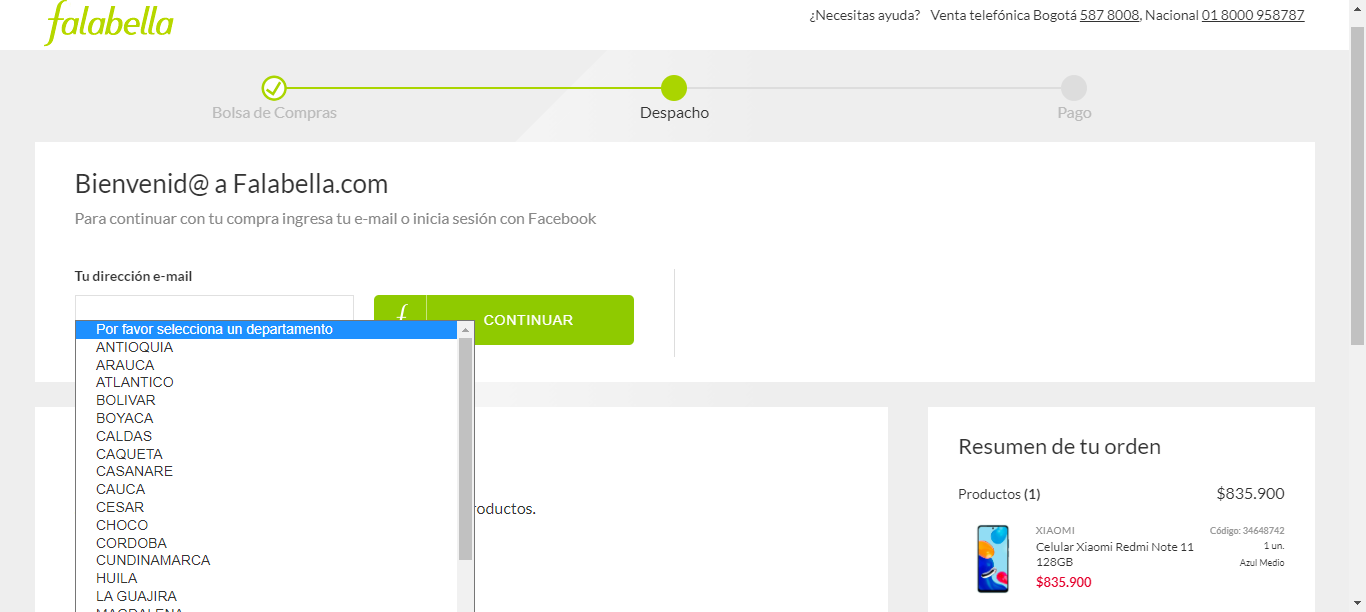 falabella
¿Necesitas ayuda? Venta telefónica Bogotá 587 8008, Nacional 01 8000 958787
Bolsa de Compras
Despacho
Pago
Bienvenid@ a Falabella.com
Para continuar con tu compra ingresa tu e-mail o inicia sesión con Facebook
Tu dirección e-mail
f CONTINUAR
Por favor selecciona un departamento
ANTIOQUIA
ARAUCA
ATLANTICO
BOLIVAR
BOYACA
CALDAS
CAQUETA
CASANARE
CAUCA
CESAR
CHOCO
CORDOBA
CUNDINAMARCA
HUILA
LA GUAJIRA
MAGDALENA
oductos.
Resumen de tu orden
Productos (1) $835.900
XIAOMI Código: 34648742
Celular Xiaomi Redmi Note 11 1 un.
128GB Azul Medio
$835.900